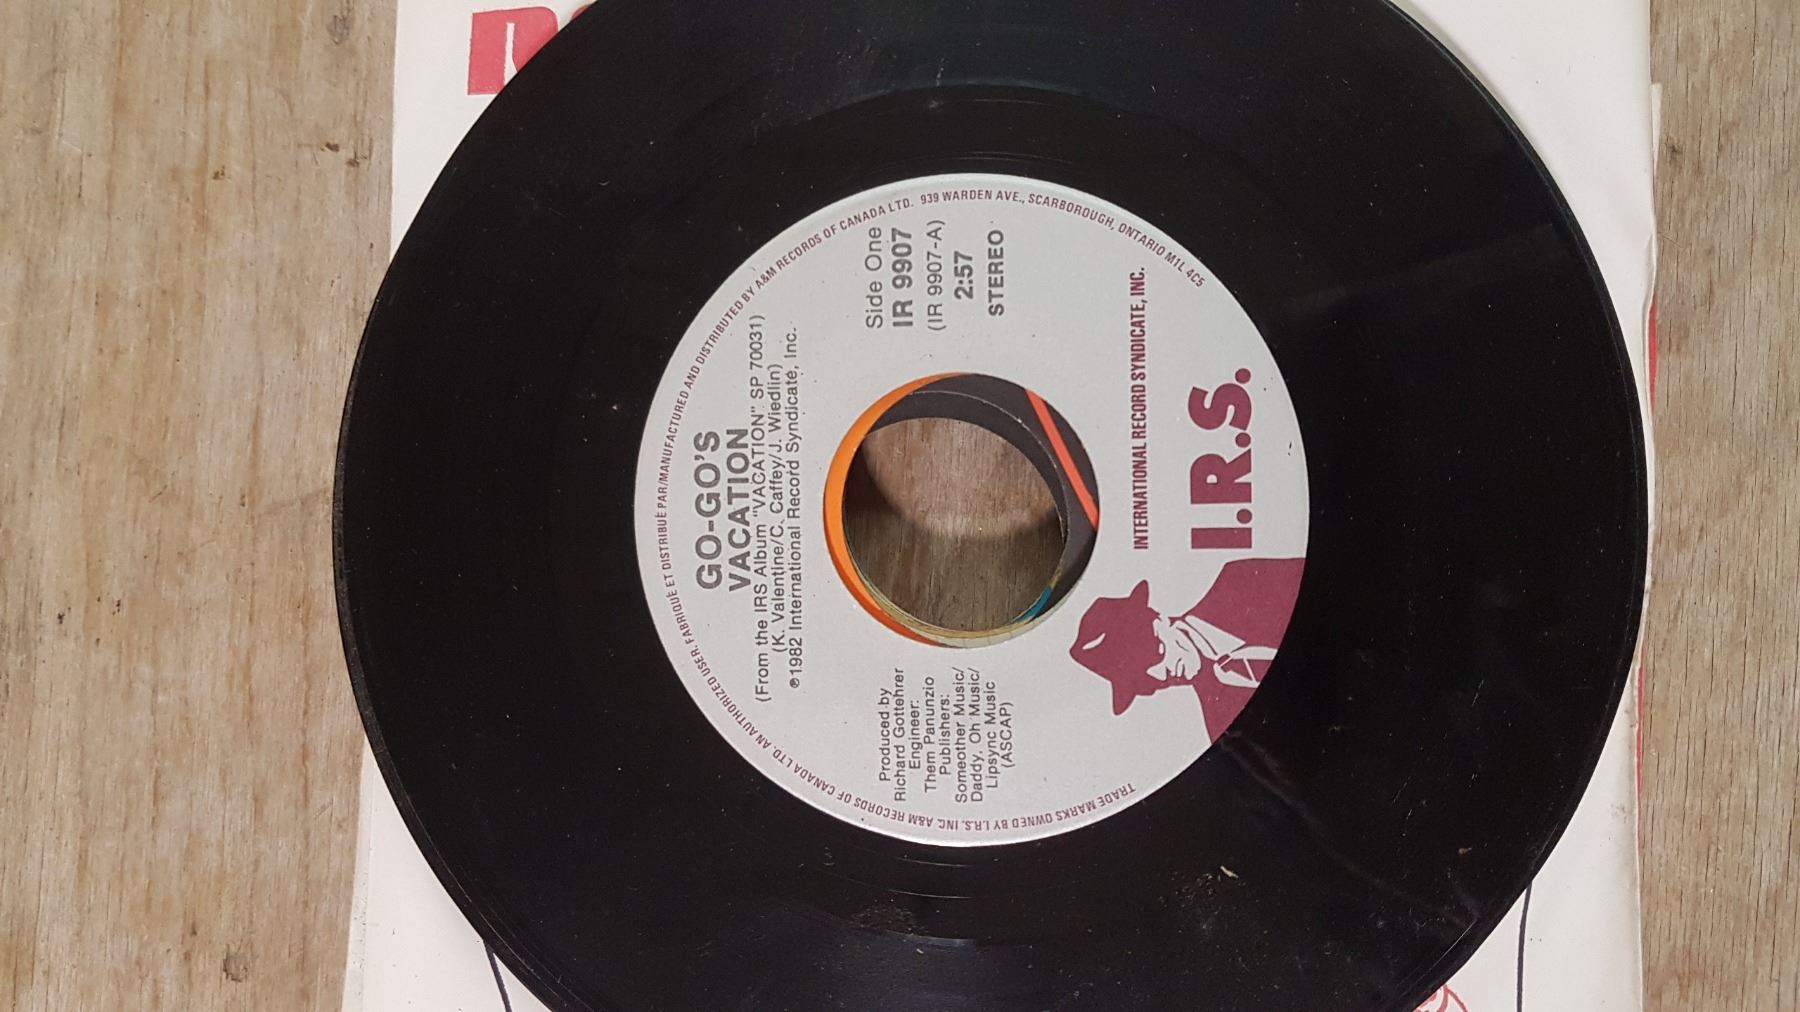 GO-GO'S
VACATION
(From the IRS Album "VACATION" SP 70031)
(K. Valentine/C. Caffey/J. Wiedlin)
℗1982 International Record Syndicate, Inc.
Produced by
Richard Gottehrer
Engineer:
Them Panunzio
Publishers:
Someother Music/
Daddy, Oh Music/
Lipsync Music
(ASCAP)
Side One
IR 9907
(IR 9907-A)
2:57
STEREO
INTERNATIONAL RECORD SYNDICATE, INC.
I.R.S.
TRADE MARKS OWNED BY I.R.S. INC. A&M RECORDS OF CANADA LTD. AN AUTHORIZED USER. FABRIQUÉ ET DISTRIBUÉ PAR/MANUFACTURED AND DISTRIBUTED BY A&M RECORDS OF CANADA LTD. 939 WARDEN AVE., SCARBOROUGH, ONTARIO M1L 4C5